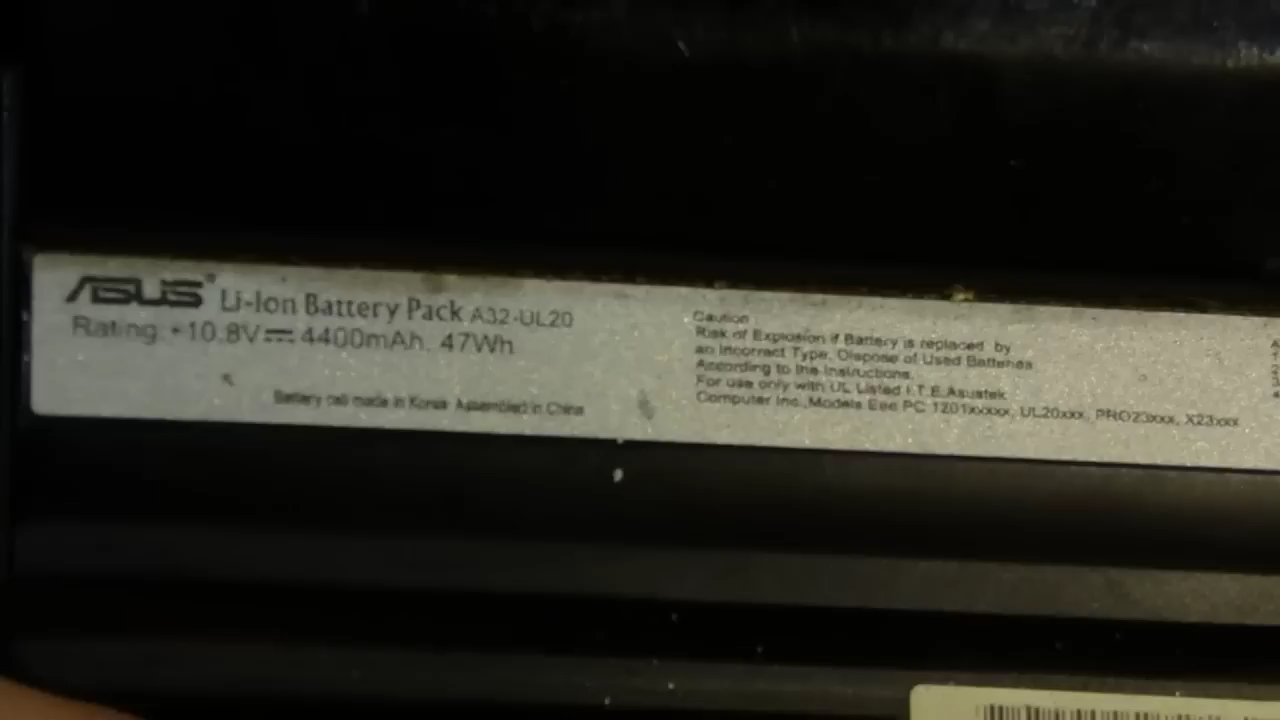 ASUS® Li-Ion Battery Pack A32-UL20
Rating: +10.8V⎓ 4400mAh, 47Wh
Battery cell made in Korea Assembled in China
Caution
Risk of Explosion if Battery is replaced by
an Incorrect Type, Dispose of Used Batteries
According to the Instructions.
For use only with UL Listed I.T.E.Asustek
Computer Inc.,Models Eee PC 1201xxxxx, UL20xxx, PRO23xxx, X23xxx